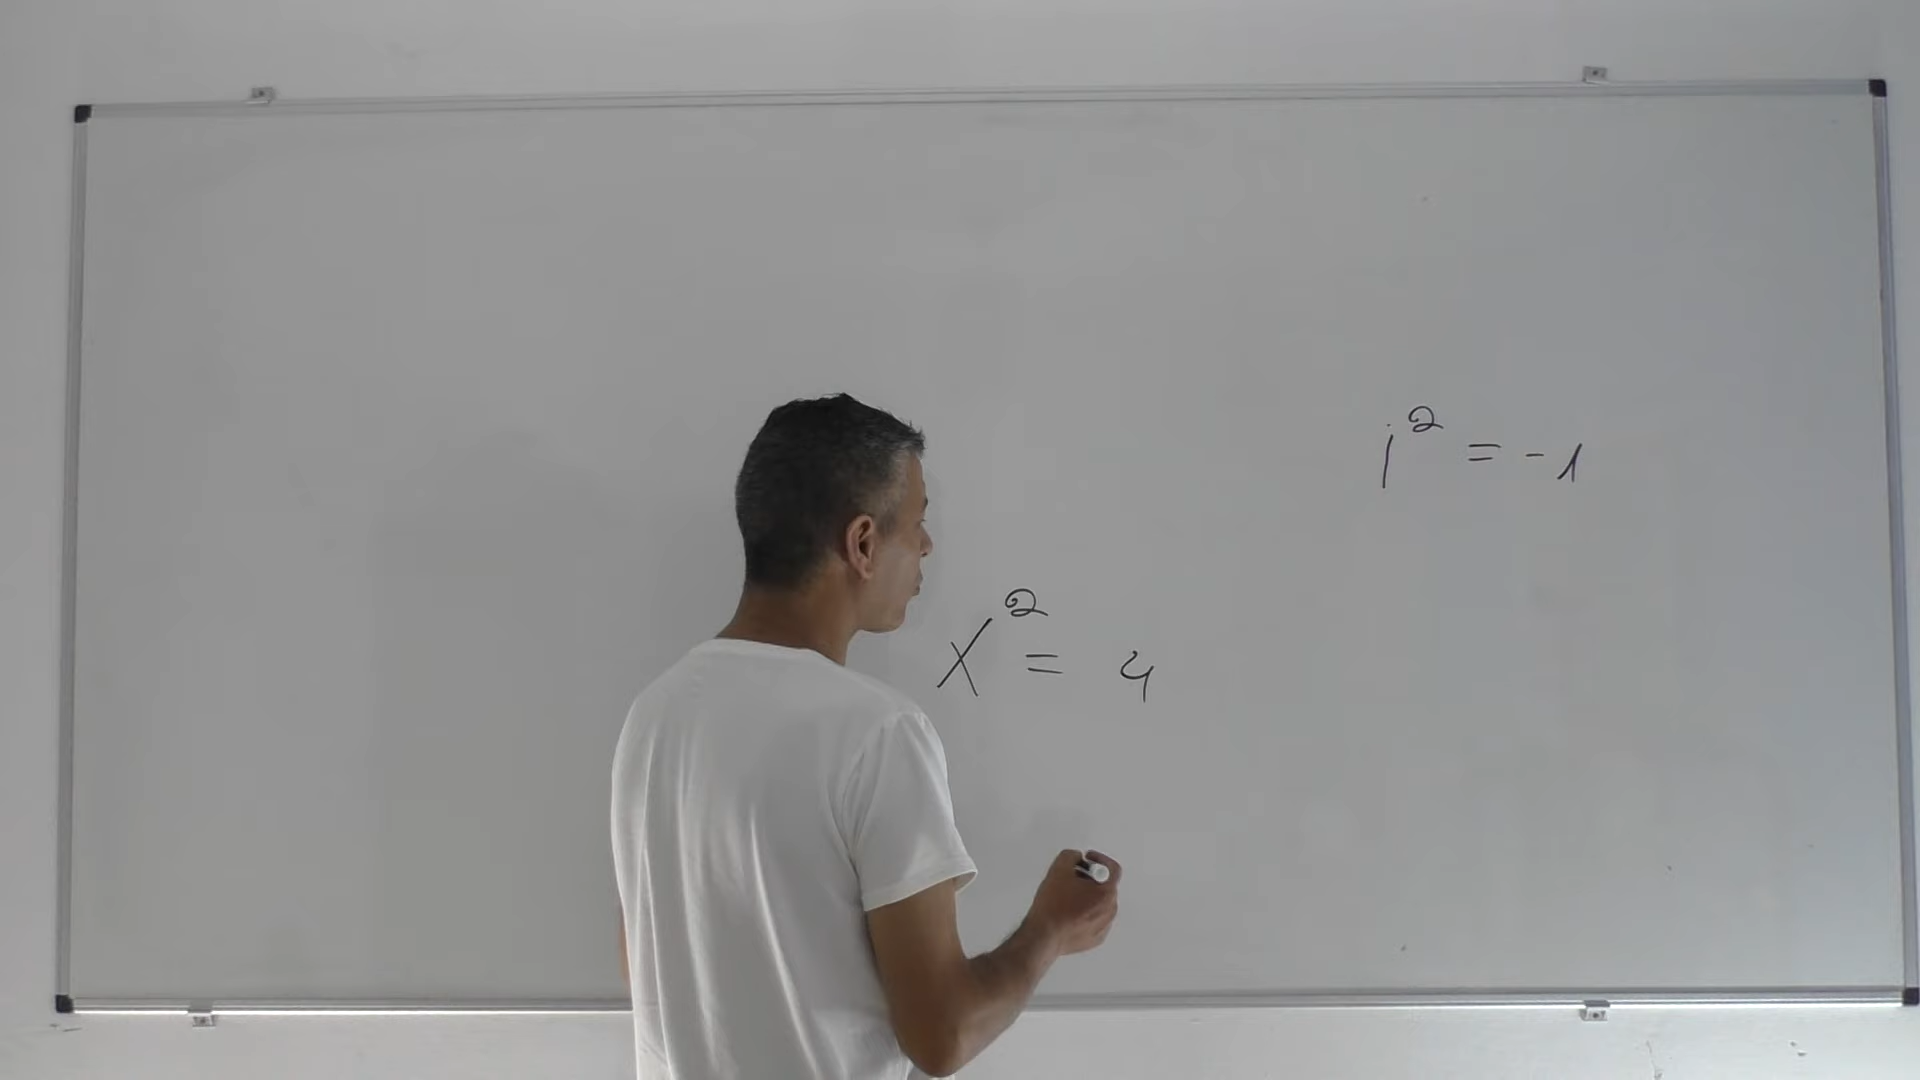 i² = -1
x² = 4